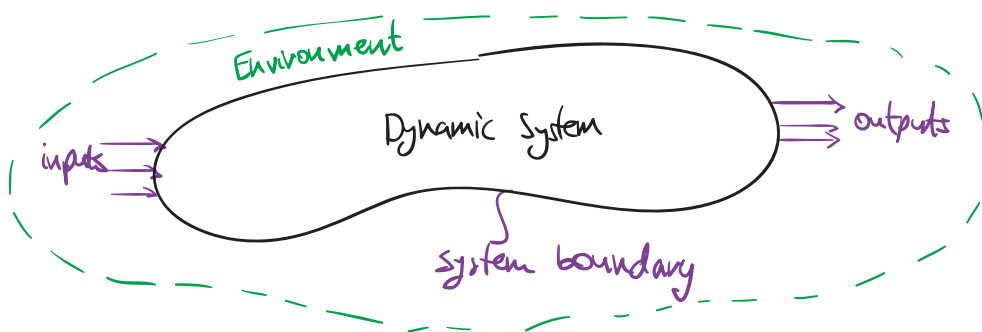 Environment
Dynamic System
inputs
outputs
system boundary